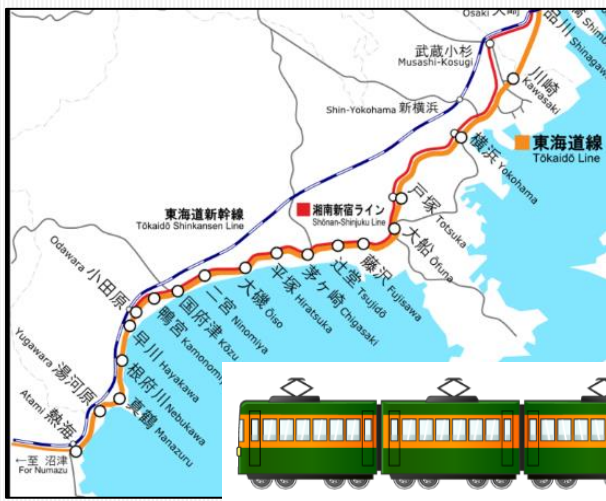 Osaki 大崎
品川
Shinagawa
武蔵小杉
Musashi-Kosugi
川崎
Kawasaki
Shin-Yokohama 新横浜
横浜
Yokohama
東海道線
Tōkaidō Line
東海道新幹線
Tōkaidō Shinkansen Line
湘南新宿ライン
Shōnan-Shinjuku Line
戸塚
Totsuka
大船
Ōfuna
藤沢
Fujisawa
辻堂
Tsujidō
茅ケ崎
Chigasaki
平塚
Hiratsuka
大磯
Ōiso
二宮
Ninomiya
国府津
Kōzu
鴨宮
Odawara
小田原
早川
Hayakawa
根府川
Nebukawa
真鶴
Manazuru
Yugawara
湯河原
Atami
熱海
←至 沼津
For Numazu